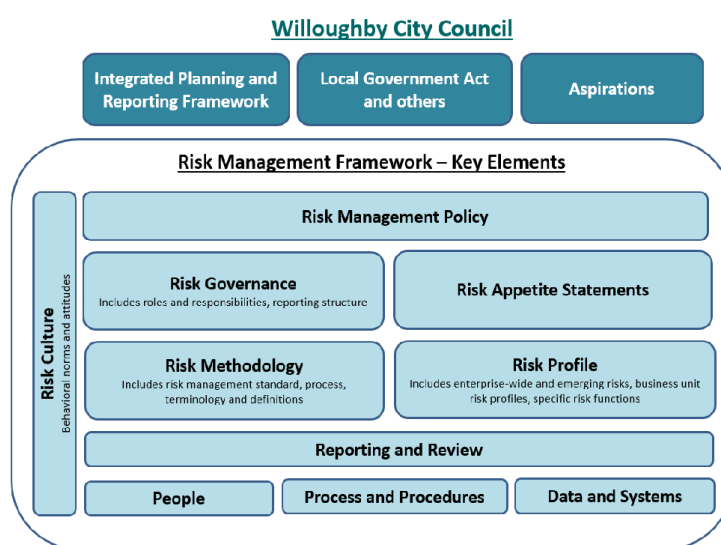 Willoughby City Council
Integrated Planning and
Reporting Framework
Local Government Act
and others
Aspirations
Risk Management Framework – Key Elements
Risk Culture
Behavioral norms and attitudes
Risk Management Policy
Risk Governance
Includes roles and responsibilities, reporting structure
Risk Appetite Statements
Risk Methodology
Includes risk management standard, process,
terminology and definitions
Risk Profile
Includes enterprise-wide and emerging risks, business unit
risk profiles, specific risk functions
Reporting and Review
People
Process and Procedures
Data and Systems